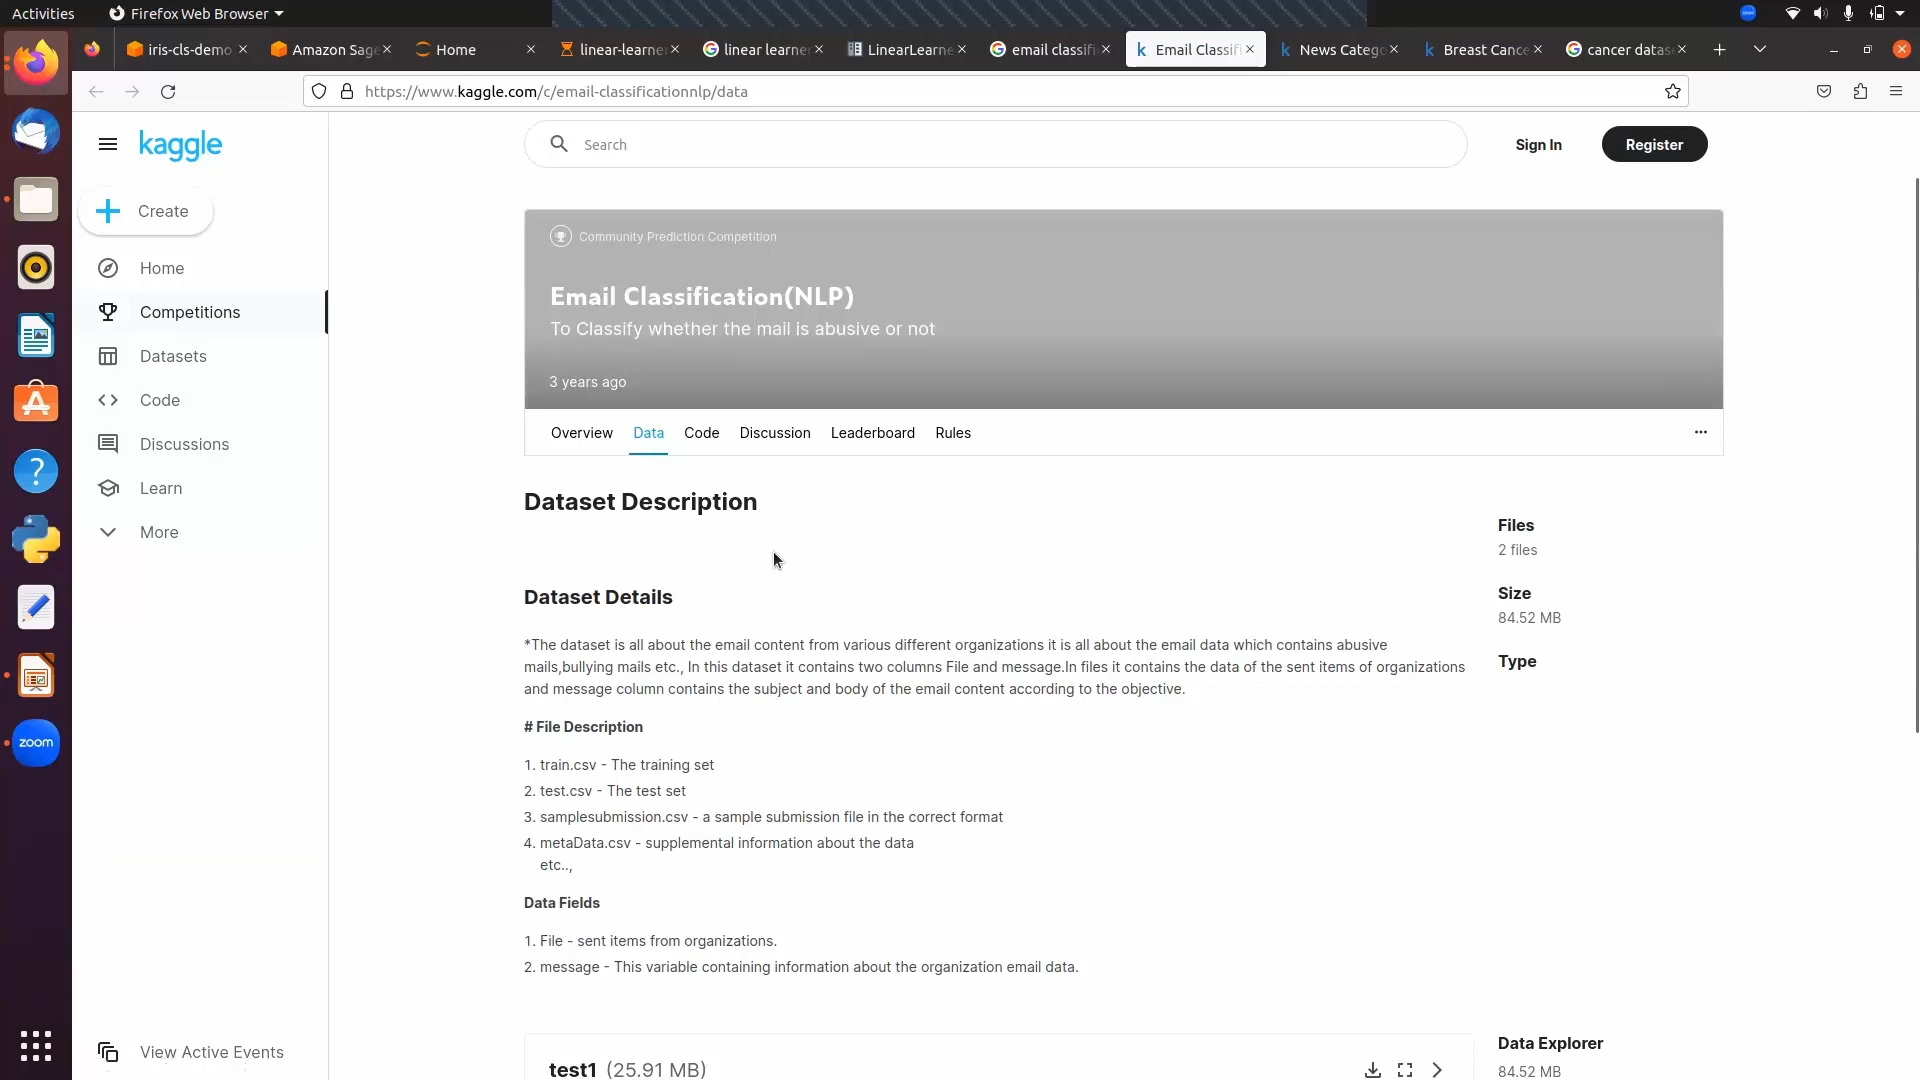 Activities
Firefox Web Browser
iris-cls-demo
Amazon Sage
Home
linear-learne
linear learne
LinearLearne
email classifi
Email Classifi
News Catego
Breast Cance
cancer datas
https://www.kaggle.com/c/email-classificationnlp/data
kaggle
Search
Sign In
Register
Create
Home
Competitions
Datasets
Code
Discussions
Learn
More
View Active Events
zoom
Community Prediction Competition
Email Classification(NLP)
To Classify whether the mail is abusive or not
3 years ago
Overview
Data
Code
Discussion
Leaderboard
Rules
Dataset Description
Dataset Details
*The dataset is all about the email content from various different organizations it is all about the email data which contains abusive
mails,bullying mails etc., In this dataset it contains two columns File and message.In files it contains the data of the sent items of organizations
and message column contains the subject and body of the email content according to the objective.
# File Description
1. train.csv - The training set
2. test.csv - The test set
3. samplesubmission.csv - a sample submission file in the correct format
4. metaData.csv - supplemental information about the data
etc..,
Data Fields
1. File - sent items from organizations.
2. message - This variable containing information about the organization email data.
test1 (25.91 MB)
Files
2 files
Size
84.52 MB
Type
Data Explorer
84.52 MB